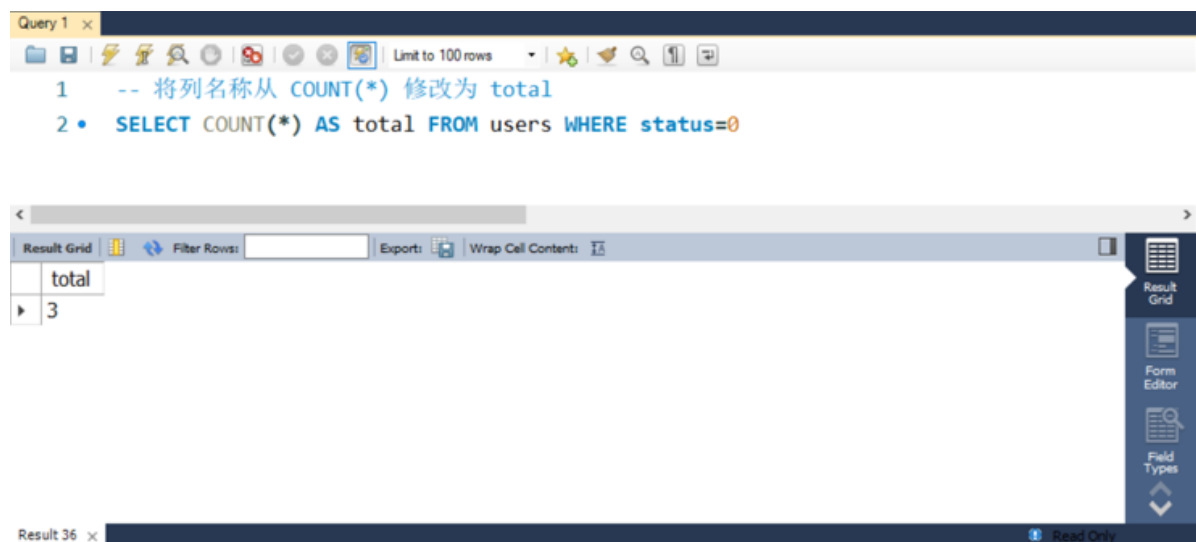 Query 1
Limit to 100 rows
1 -- 将列名称从 COUNT(*) 修改为 total
2 SELECT COUNT(*) AS total FROM users WHERE status=0
Result Grid Filter Rows: Export: Wrap Cell Content: IA
total
3
Result
Grid
Form
Editor
Field
Types
Result 36
Read Only